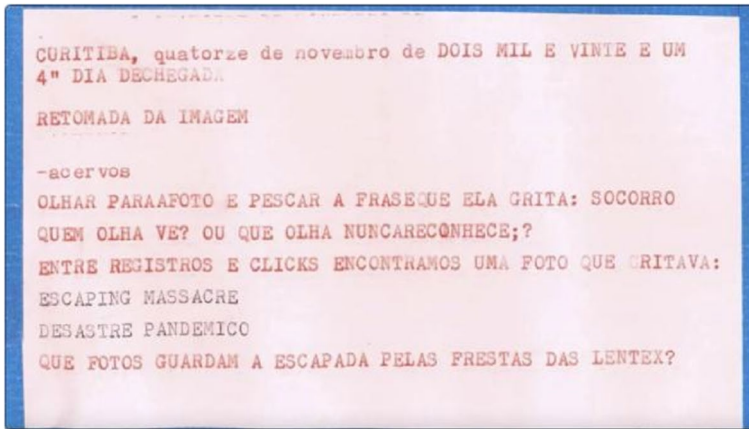 CURITIBA, quatorze de novembro de DOIS MIL E VINTE E UM
4" DIA DECHEGADA
RETOMADA DA IMAGEM
-acervos
OLHAR PARAAFOTO E PESCAR A FRASEQUE ELA GRITA: SOCORRO
QUEM OLHA VE? OU QUE OLHA NUNCARECONHECE;?
ENTRE REGISTROS E CLICKS ENCONTRAMOS UMA FOTO QUE GRITAVA:
ESCAPING MASSACRE
DESASTRE PANDEMICO
QUE FOTOS GUARDAM A ESCAPADA PELAS FRESTAS DAS LENTEX?